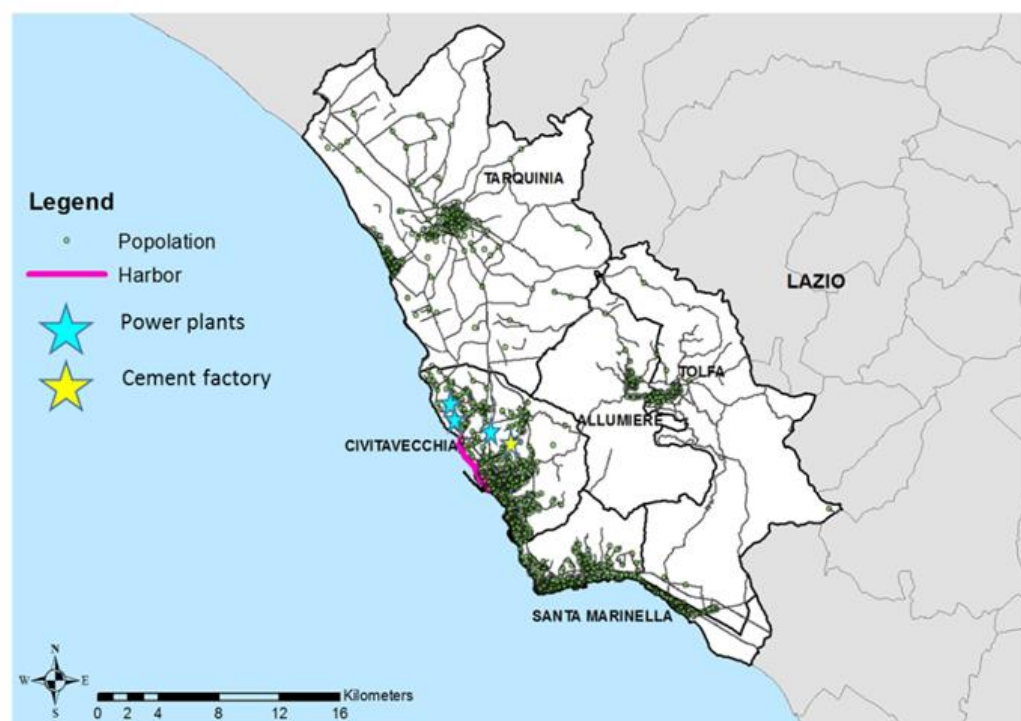 TARQUINIA
Legend
Popolation
Harbor
Power plants
Cement factory
LAZIO
TOLFA
ALLUMIERE
CIVITAVECCHIA
SANTA MARINELLA
N
W E
S
Kilometers
0 2 4 8 12 16